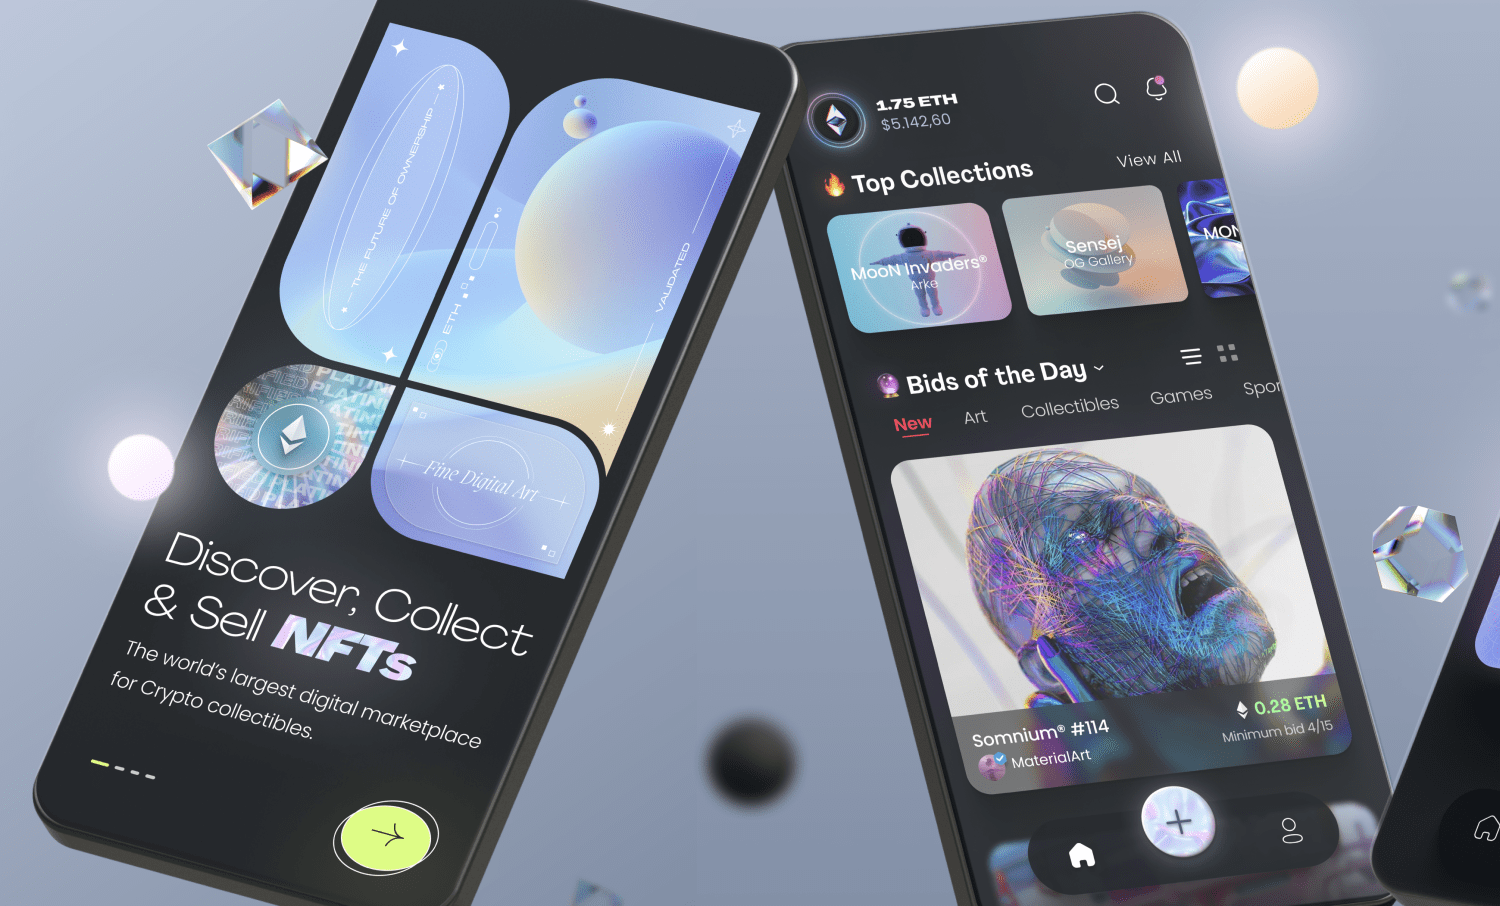 THE FUTURE OF OWNERSHIP
ETH
VALIDATED
PLATIN
Fine Digital Art
Discover, Collect
& Sell NFTs
The world's largest digital marketplace
for Crypto collectibles.
1.75 ETH
$5.142,60
🔥 Top Collections
View All
MooN Invaders®
Arke
Sensej
OG Gallery
MON
🔮 Bids of the Day
New Art Collectibles Games Spor
Somnium® #114
MaterialArt
0.28 ETH
Minimum bid 4/15